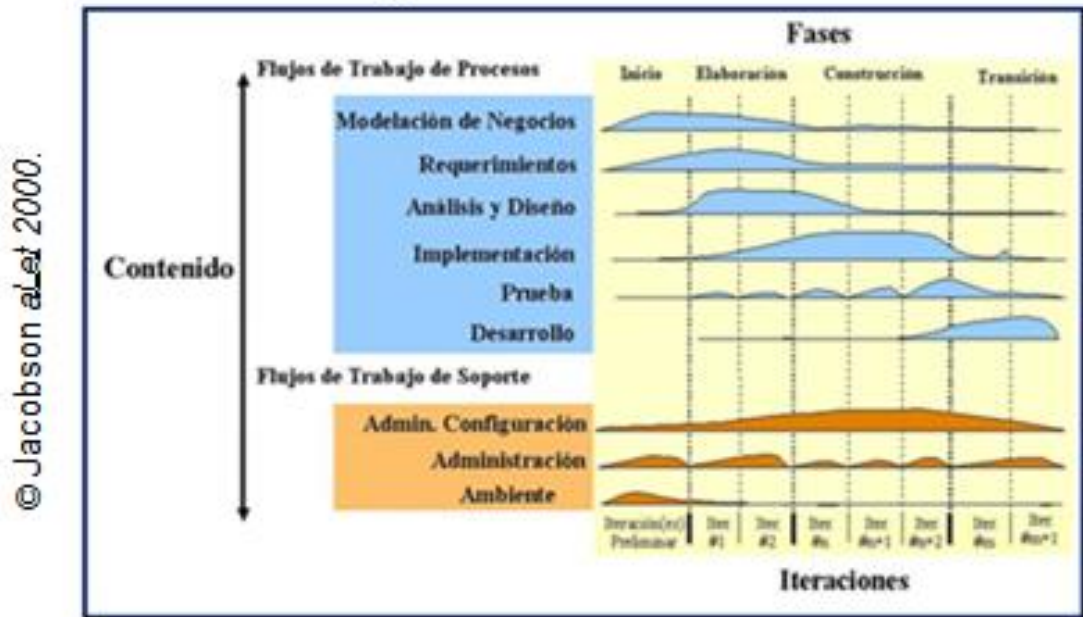 Fases
Flujos de Trabajo de Procesos
Inicio Elaboracion Construcción Transición
Modelación de Negocios
Requerimientos
Análisis y Diseño
Implementación
Prueba
Desarrollo
Contenido
Flujos de Trabajo de Soporte
Admin. Configuración
Administración
Ambiente
Iteración(es) Preliminar
Iter #1
Iter #2
Iter #n
Iter #n+1
Iter #n+2
Iter #m
Iter #m+1
Iteraciones
© Jacobson al et 2000.